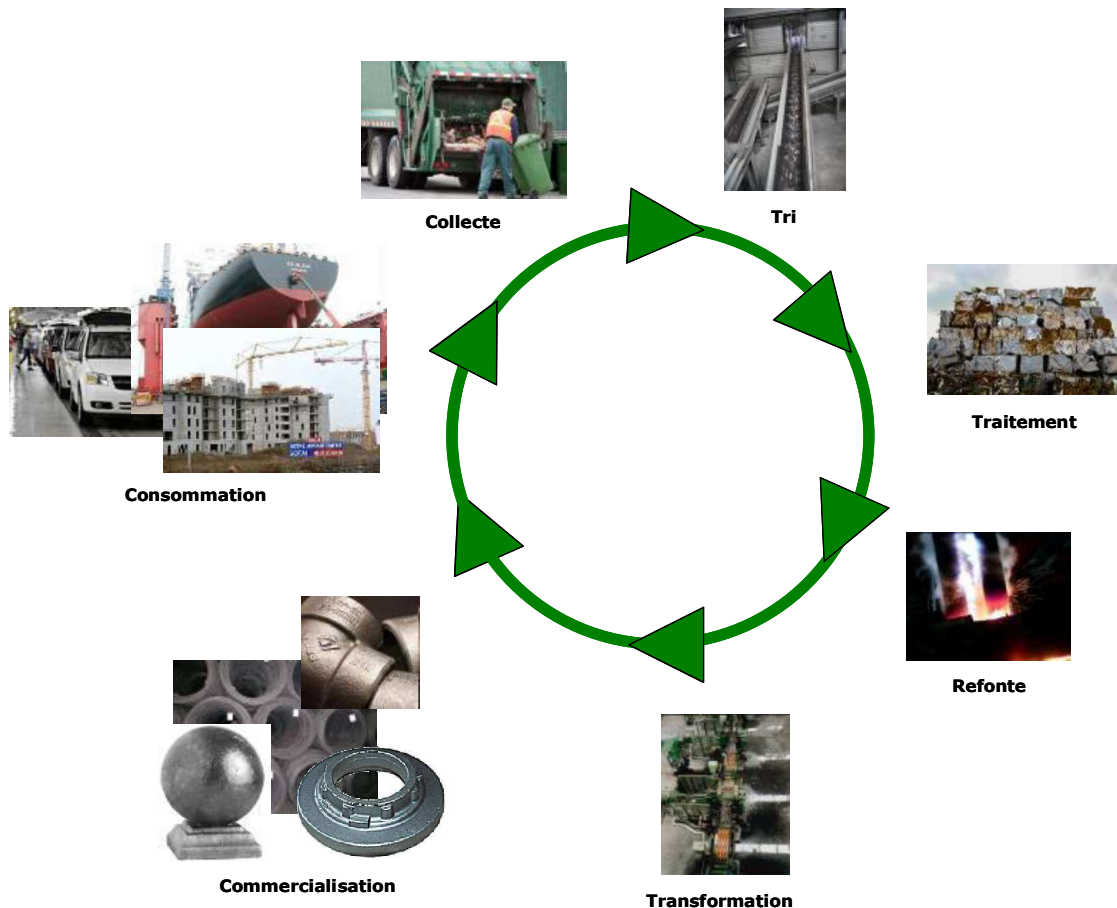 Collecte
Tri
Traitement
Refonte
Transformation
Commercialisation
Consommation